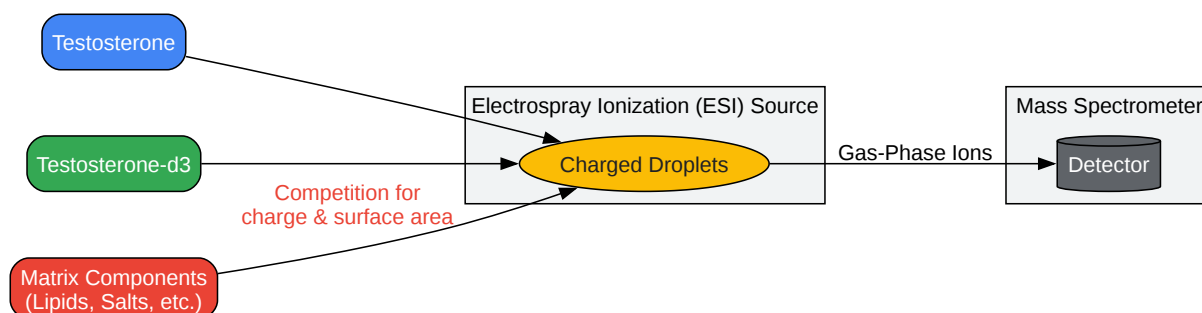 Testosterone
Electrospray Ionization (ESI) Source
Mass Spectrometer
Testosterone-d3
Charged Droplets
Gas-Phase Ions
Detector
Competition for
charge & surface area
Matrix Components
(Lipids, Salts, etc.)